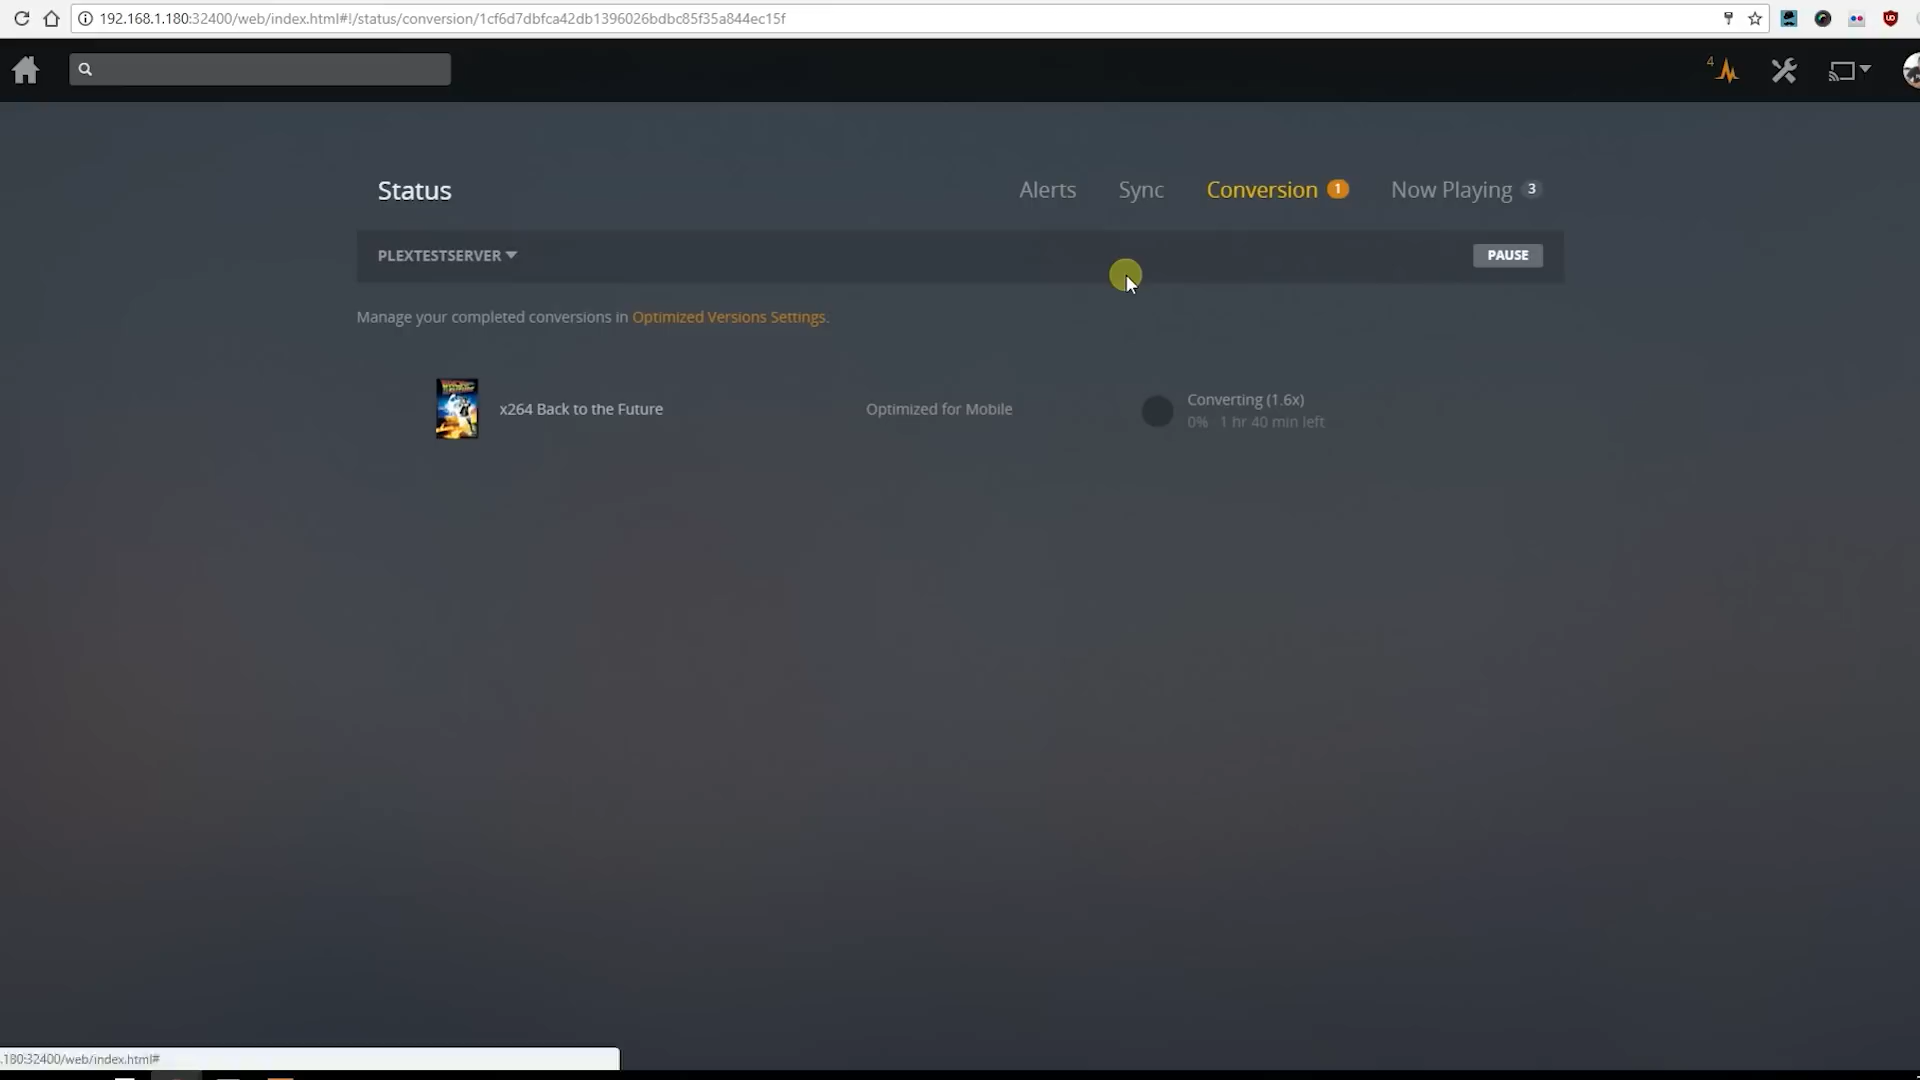 192.168.1.180:32400/web/index.html#!/status/conversion/1cf6d7dbfca42db1396026bdbc85f35a844ec15f
4
Status
Alerts
Sync
Conversion 1
Now Playing 3
PLEXTESTSERVER
PAUSE
Manage your completed conversions in Optimized Versions Settings.
x264 Back to the Future
Optimized for Mobile
Converting (1.6x)
0% · 1 hr 40 min left
.180:32400/web/index.html#